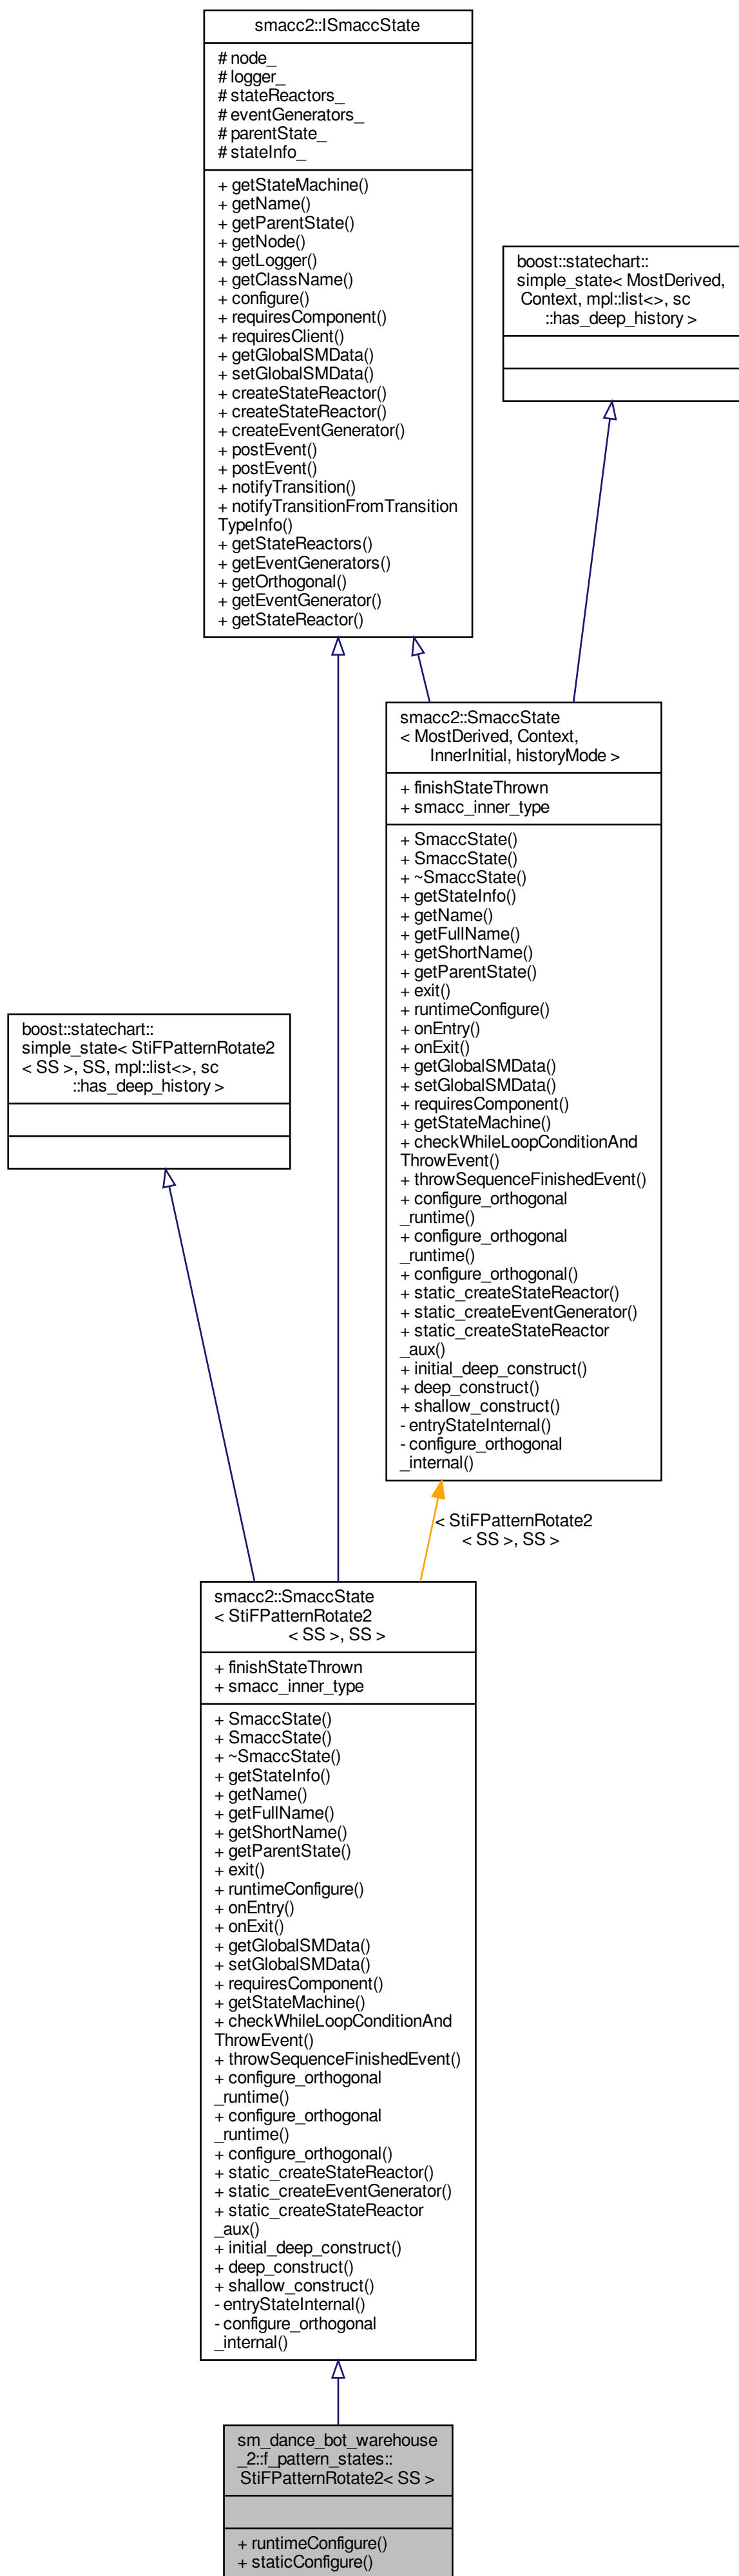 smacc2::ISmaccState
# node_
# logger_
# stateReactors_
# eventGenerators_
# parentState_
# stateInfo_
+ getStateMachine()
+ getName()
+ getParentState()
+ getNode()
+ getLogger()
+ getClassName()
+ configure()
+ requiresComponent()
+ requiresClient()
+ getGlobalSMData()
+ setGlobalSMData()
+ createStateReactor()
+ createStateReactor()
+ createEventGenerator()
+ postEvent()
+ postEvent()
+ notifyTransition()
+ notifyTransitionFromTransition
TypeInfo()
+ getStateReactors()
+ getEventGenerators()
+ getOrthogonal()
+ getEventGenerator()
+ getStateReactor()
boost::statechart::
simple_state< MostDerived,
Context, mpl::list<>, sc
::has_deep_history >
smacc2::SmaccState
< MostDerived, Context,
InnerInitial, historyMode >
+ finishStateThrown
+ smacc_inner_type
+ SmaccState()
+ SmaccState()
+ ~SmaccState()
+ getStateInfo()
+ getName()
+ getFullName()
+ getShortName()
+ getParentState()
+ exit()
+ runtimeConfigure()
+ onEntry()
+ onExit()
+ getGlobalSMData()
+ setGlobalSMData()
+ requiresComponent()
+ getStateMachine()
+ checkWhileLoopConditionAnd
ThrowEvent()
+ throwSequenceFinishedEvent()
+ configure_orthogonal
_runtime()
+ configure_orthogonal
_runtime()
+ configure_orthogonal()
+ static_createStateReactor()
+ static_createEventGenerator()
+ static_createStateReactor
_aux()
+ initial_deep_construct()
+ deep_construct()
+ shallow_construct()
- entryStateInternal()
- configure_orthogonal
_internal()
boost::statechart::
simple_state< StiFPatternRotate2
< SS >, SS, mpl::list<>, sc
::has_deep_history >
< StiFPatternRotate2
< SS >, SS >
smacc2::SmaccState
< StiFPatternRotate2
< SS >, SS >
+ finishStateThrown
+ smacc_inner_type
+ SmaccState()
+ SmaccState()
+ ~SmaccState()
+ getStateInfo()
+ getName()
+ getFullName()
+ getShortName()
+ getParentState()
+ exit()
+ runtimeConfigure()
+ onEntry()
+ onExit()
+ getGlobalSMData()
+ setGlobalSMData()
+ requiresComponent()
+ getStateMachine()
+ checkWhileLoopConditionAnd
ThrowEvent()
+ throwSequenceFinishedEvent()
+ configure_orthogonal
_runtime()
+ configure_orthogonal
_runtime()
+ configure_orthogonal()
+ static_createStateReactor()
+ static_createEventGenerator()
+ static_createStateReactor
_aux()
+ initial_deep_construct()
+ deep_construct()
+ shallow_construct()
- entryStateInternal()
- configure_orthogonal
_internal()
sm_dance_bot_warehouse
_2::f_pattern_states::
StiFPatternRotate2< SS >
+ runtimeConfigure()
+ staticConfigure()